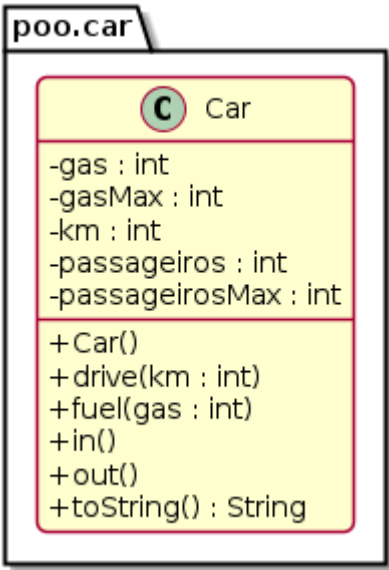 poo.car
C Car
-gas : int
-gasMax : int
-km : int
-passageiros : int
-passageirosMax : int
+Car()
+drive(km : int)
+fuel(gas : int)
+in()
+out()
+toString() : String